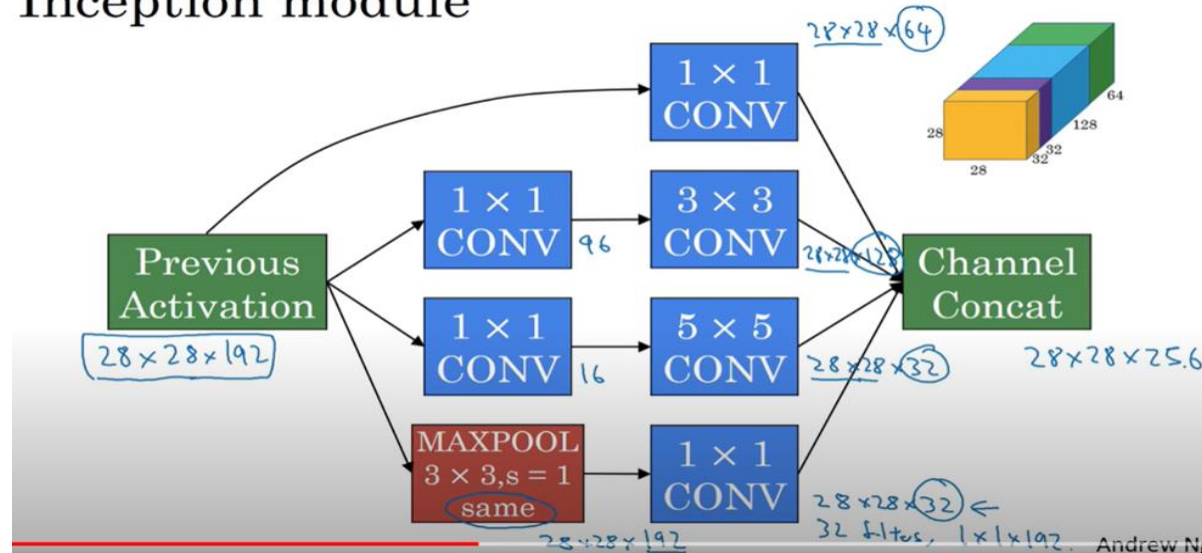 Inception module
28×28×64
1 × 1
CONV
64
128
32
32
28
28
1 × 1
CONV
96
3 × 3
CONV
28×28×128
Previous
Activation
28×28×192
Channel
Concat
28×28×256
1 × 1
CONV
16
5 × 5
CONV
28×28×32
MAXPOOL
3 × 3,s = 1
same
28×28×192
1 × 1
CONV
28×28×32 ←
32 filters, 1×1×192
Andrew N